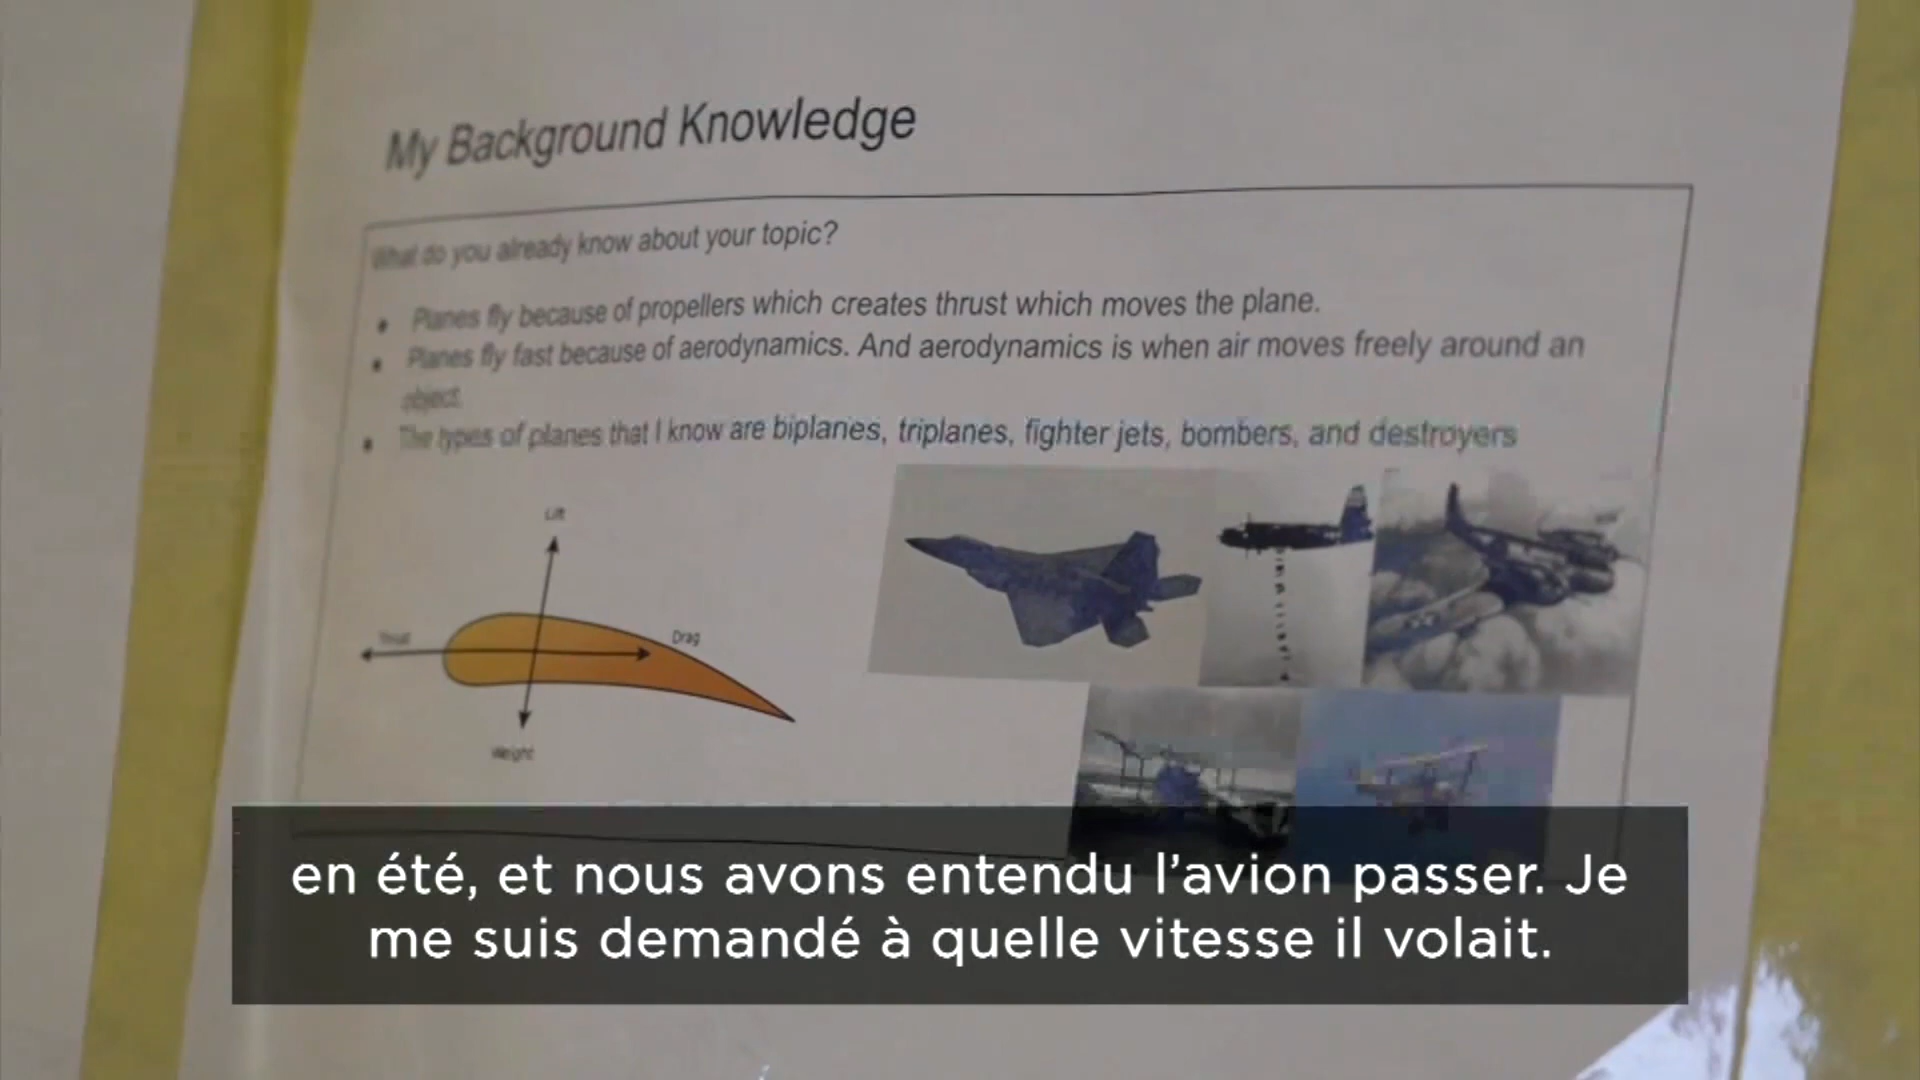 My Background Knowledge
What do you already know about your topic?
• Planes fly because of propellers which creates thrust which moves the plane.
• Planes fly fast because of aerodynamics. And aerodynamics is when air moves freely around an
object.
• The types of planes that I know are biplanes, triplanes, fighter jets, bombers, and destroyers
Lift
Thrust
Drag
Weight
en été, et nous avons entendu l’avion passer. Je
me suis demandé à quelle vitesse il volait.